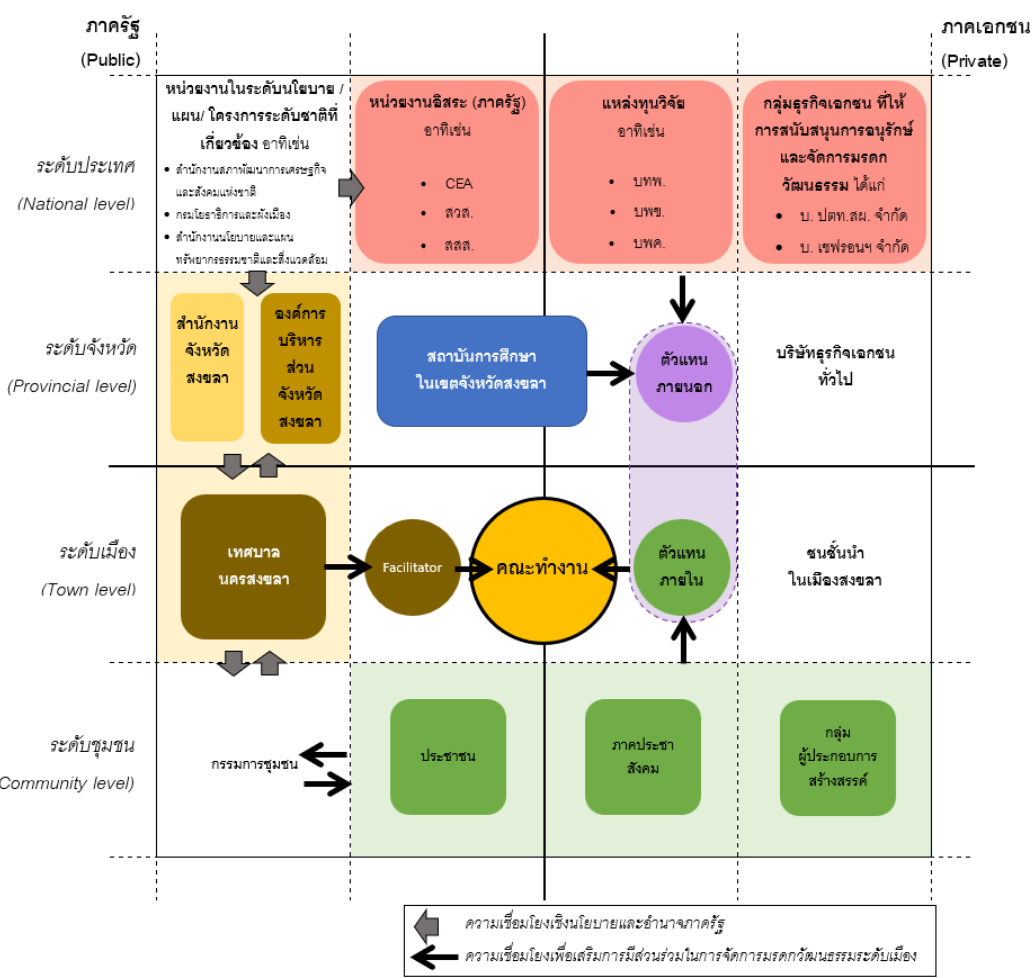 ภาครัฐ
(Public)
ภาคเอกชน
(Private)
ระดับประเทศ
(National level)
หน่วยงานในระดับนโยบาย /
แผน/ โครงการระดับชาติที่
เกี่ยวข้อง อาทิเช่น
• สำนักงานสภาพัฒนาการเศรษฐกิจ
และสังคมแห่งชาติ
• กรมโยธาธิการและผังเมือง
• สำนักงานนโยบายและแผน
ทรัพยากรธรรมชาติและสิ่งแวดล้อม
หน่วยงานอิสระ (ภาครัฐ)
อาทิเช่น
• CEA
• สวส.
• สสส.
แหล่งทุนวิจัย
อาทิเช่น
• บทพ.
• บพข.
• บพค.
กลุ่มธุรกิจเอกชน ที่ให้
การสนับสนุนการอนุรักษ์
และจัดการมรดก
วัฒนธรรม ได้แก่
• บ. ปตท.สผ. จำกัด
• บ. เชฟรอนฯ จำกัด
ระดับจังหวัด
(Provincial level)
สำนักงาน
จังหวัด
สงขลา
องค์การ
บริหาร
ส่วน
จังหวัด
สงขลา
สถาบันการศึกษา
ในเขตจังหวัดสงขลา
ตัวแทน
ภายนอก
บริษัทธุรกิจเอกชน
ทั่วไป
ระดับเมือง
(Town level)
เทศบาล
นครสงขลา
Facilitator
คณะทำงาน
ตัวแทน
ภายใน
ชนชั้นนำ
ในเมืองสงขลา
ระดับชุมชน
Community level)
กรรมการชุมชน
ประชาชน
ภาคประชา
สังคม
กลุ่ม
ผู้ประกอบการ
สร้างสรรค์
ความเชื่อมโยงเชิงนโยบายและอำนาจภาครัฐ
ความเชื่อมโยงเพื่อเสริมการมีส่วนร่วมในการจัดการมรดกวัฒนธรรมระดับเมือง